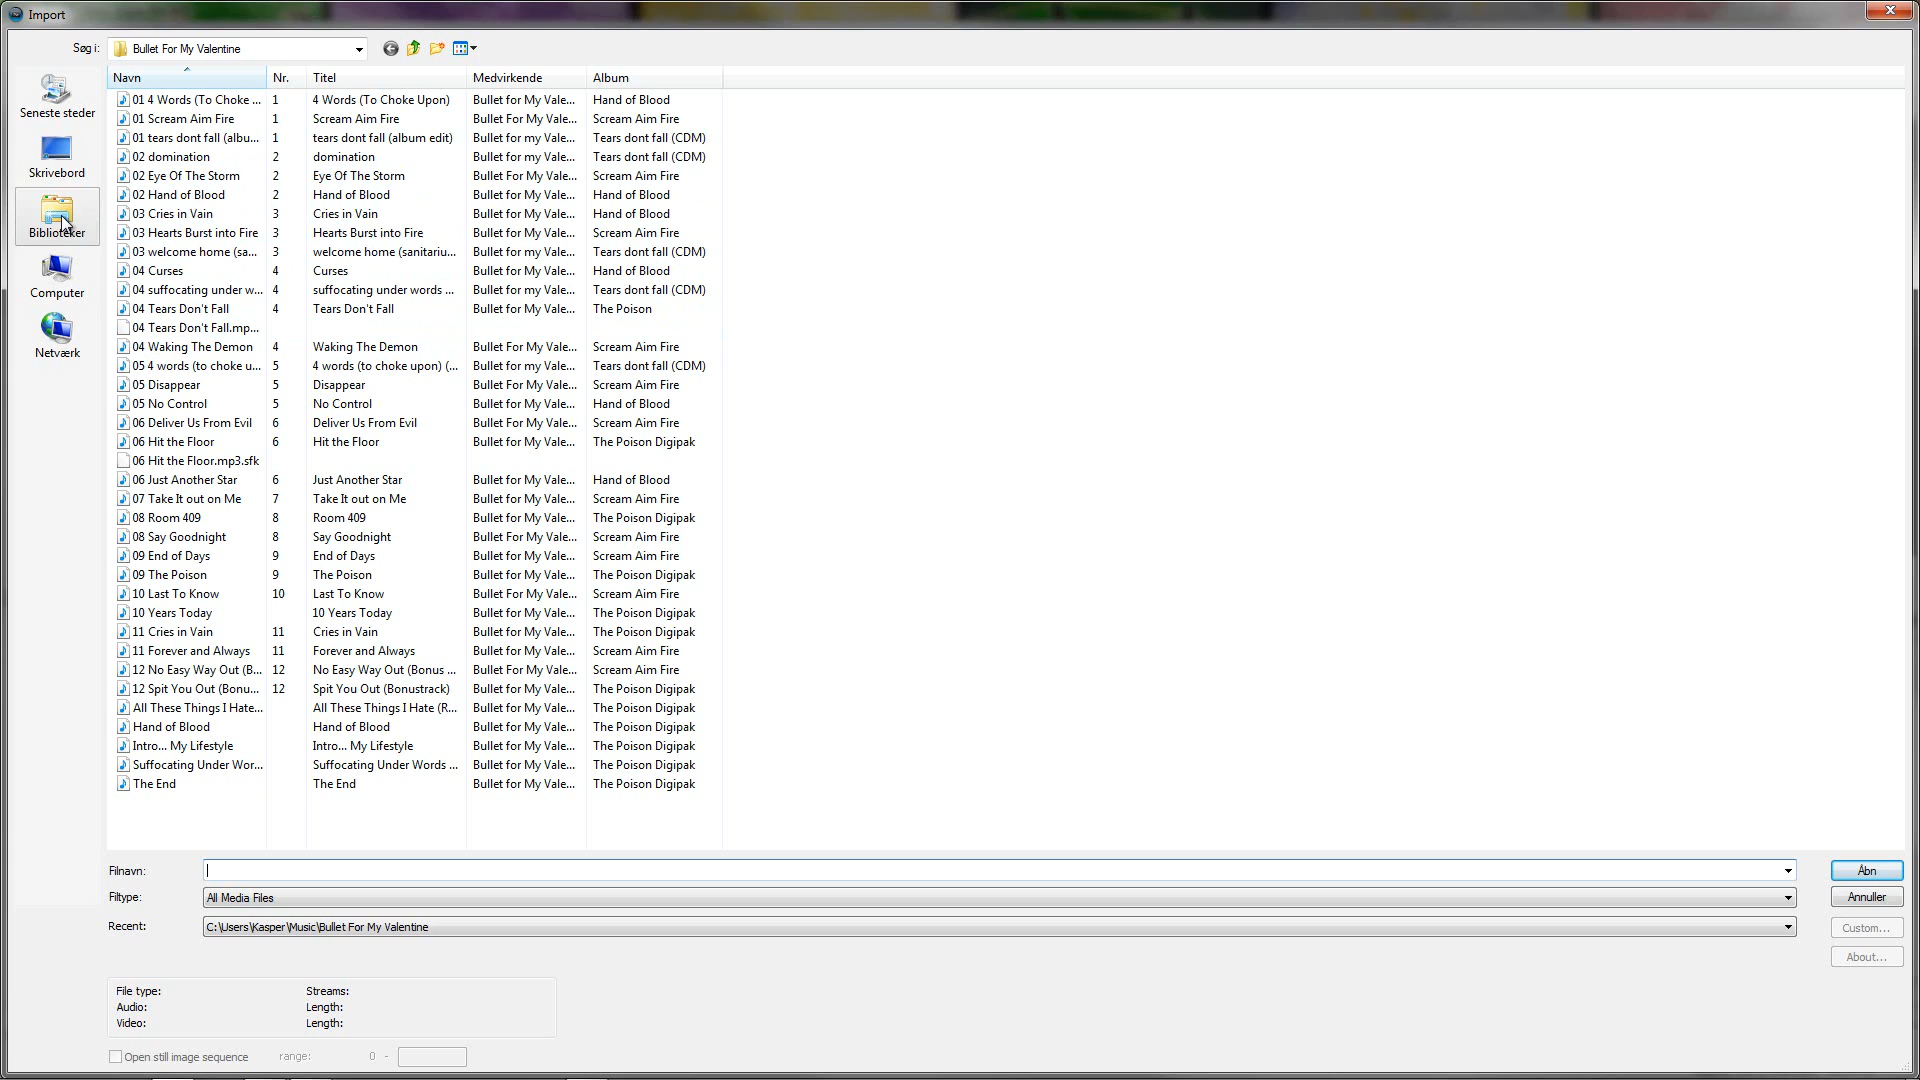 Import
Søg i: Bullet For My Valentine
Seneste steder
Skrivebord
Biblioteker
Computer
Netværk
Navn Nr. Titel Medvirkende Album
01 4 Words (To Choke ... 1 4 Words (To Choke Upon) Bullet for My Vale... Hand of Blood
01 Scream Aim Fire 1 Scream Aim Fire Bullet For My Vale... Scream Aim Fire
01 tears dont fall (albu... 1 tears dont fall (album edit) Bullet for my Vale... Tears dont fall (CDM)
02 domination 2 domination Bullet for my Vale... Tears dont fall (CDM)
02 Eye Of The Storm 2 Eye Of The Storm Bullet For My Vale... Scream Aim Fire
02 Hand of Blood 2 Hand of Blood Bullet for My Vale... Hand of Blood
03 Cries in Vain 3 Cries in Vain Bullet for My Vale... Hand of Blood
03 Hearts Burst into Fire 3 Hearts Burst into Fire Bullet For My Vale... Scream Aim Fire
03 welcome home (sa... 3 welcome home (sanitariu... Bullet for my Vale... Tears dont fall (CDM)
04 Curses 4 Curses Bullet for My Vale... Hand of Blood
04 suffocating under w... 4 suffocating under words ... Bullet for my Vale... Tears dont fall (CDM)
04 Tears Don't Fall 4 Tears Don't Fall Bullet for My Vale... The Poison
04 Tears Don't Fall.mp...
04 Waking The Demon 4 Waking The Demon Bullet For My Vale... Scream Aim Fire
05 4 words (to choke u... 5 4 words (to choke upon) (... Bullet for my Vale... Tears dont fall (CDM)
05 Disappear 5 Disappear Bullet For My Vale... Scream Aim Fire
05 No Control 5 No Control Bullet for My Vale... Hand of Blood
06 Deliver Us From Evil 6 Deliver Us From Evil Bullet For My Vale... Scream Aim Fire
06 Hit the Floor 6 Hit the Floor Bullet for My Vale... The Poison Digipak
06 Hit the Floor.mp3.sfk
06 Just Another Star 6 Just Another Star Bullet for My Vale... Hand of Blood
07 Take It out on Me 7 Take It out on Me Bullet for My Vale... Scream Aim Fire
08 Room 409 8 Room 409 Bullet for My Vale... The Poison Digipak
08 Say Goodnight 8 Say Goodnight Bullet for My Vale... Scream Aim Fire
09 End of Days 9 End of Days Bullet for My Vale... Scream Aim Fire
09 The Poison 9 The Poison Bullet for My Vale... The Poison Digipak
10 Last To Know 10 Last To Know Bullet for My Vale... Scream Aim Fire
10 Years Today 10 Years Today Bullet for My Vale... The Poison Digipak
11 Cries in Vain 11 Cries in Vain Bullet for My Vale... The Poison Digipak
11 Forever and Always 11 Forever and Always Bullet for My Vale... Scream Aim Fire
12 No Easy Way Out (B... 12 No Easy Way Out (Bonus ... Bullet for My Vale... Scream Aim Fire
12 Spit You Out (Bonu... 12 Spit You Out (Bonustrack) Bullet for My Vale... The Poison Digipak
All These Things I Hate... All These Things I Hate (R... Bullet for My Vale... The Poison Digipak
Hand of Blood Hand of Blood Bullet for My Vale... The Poison Digipak
Intro... My Lifestyle Intro... My Lifestyle Bullet for My Vale... The Poison Digipak
Suffocating Under Wor... Suffocating Under Words ... Bullet for My Vale... The Poison Digipak
The End The End Bullet for My Vale... The Poison Digipak
Filnavn: Åbn
Filtype: All Media Files Annuller
Recent: C:\Users\Kasper\Music\Bullet For My Valentine Custom...
About...
File type: Streams:
Audio: Length:
Video: Length:
Open still image sequence range: 0 -